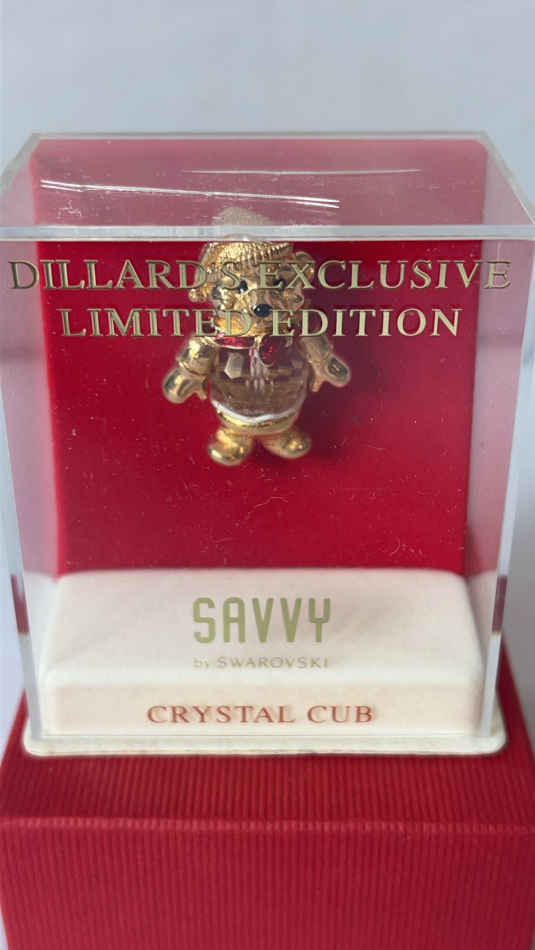 DILLARD'S EXCLUSIVE
LIMITED EDITION
SAVVY
by SWAROVSKI
CRYSTAL CUB